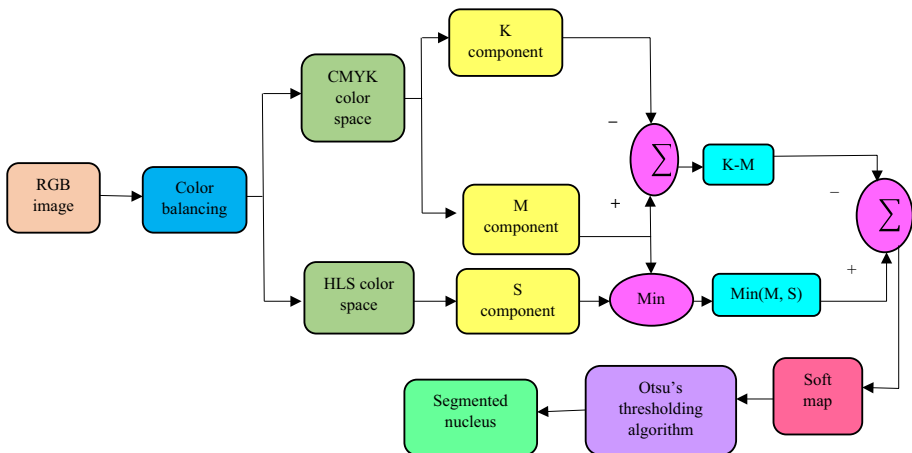 K
component
CMYK
color
space
−
∑
K-M
RGB
image
Color
balancing
−
∑
+
M
component
+
HLS color
space
S
component
Min
Min(M, S)
Soft
map
Otsu's
thresholding
algorithm
Segmented
nucleus